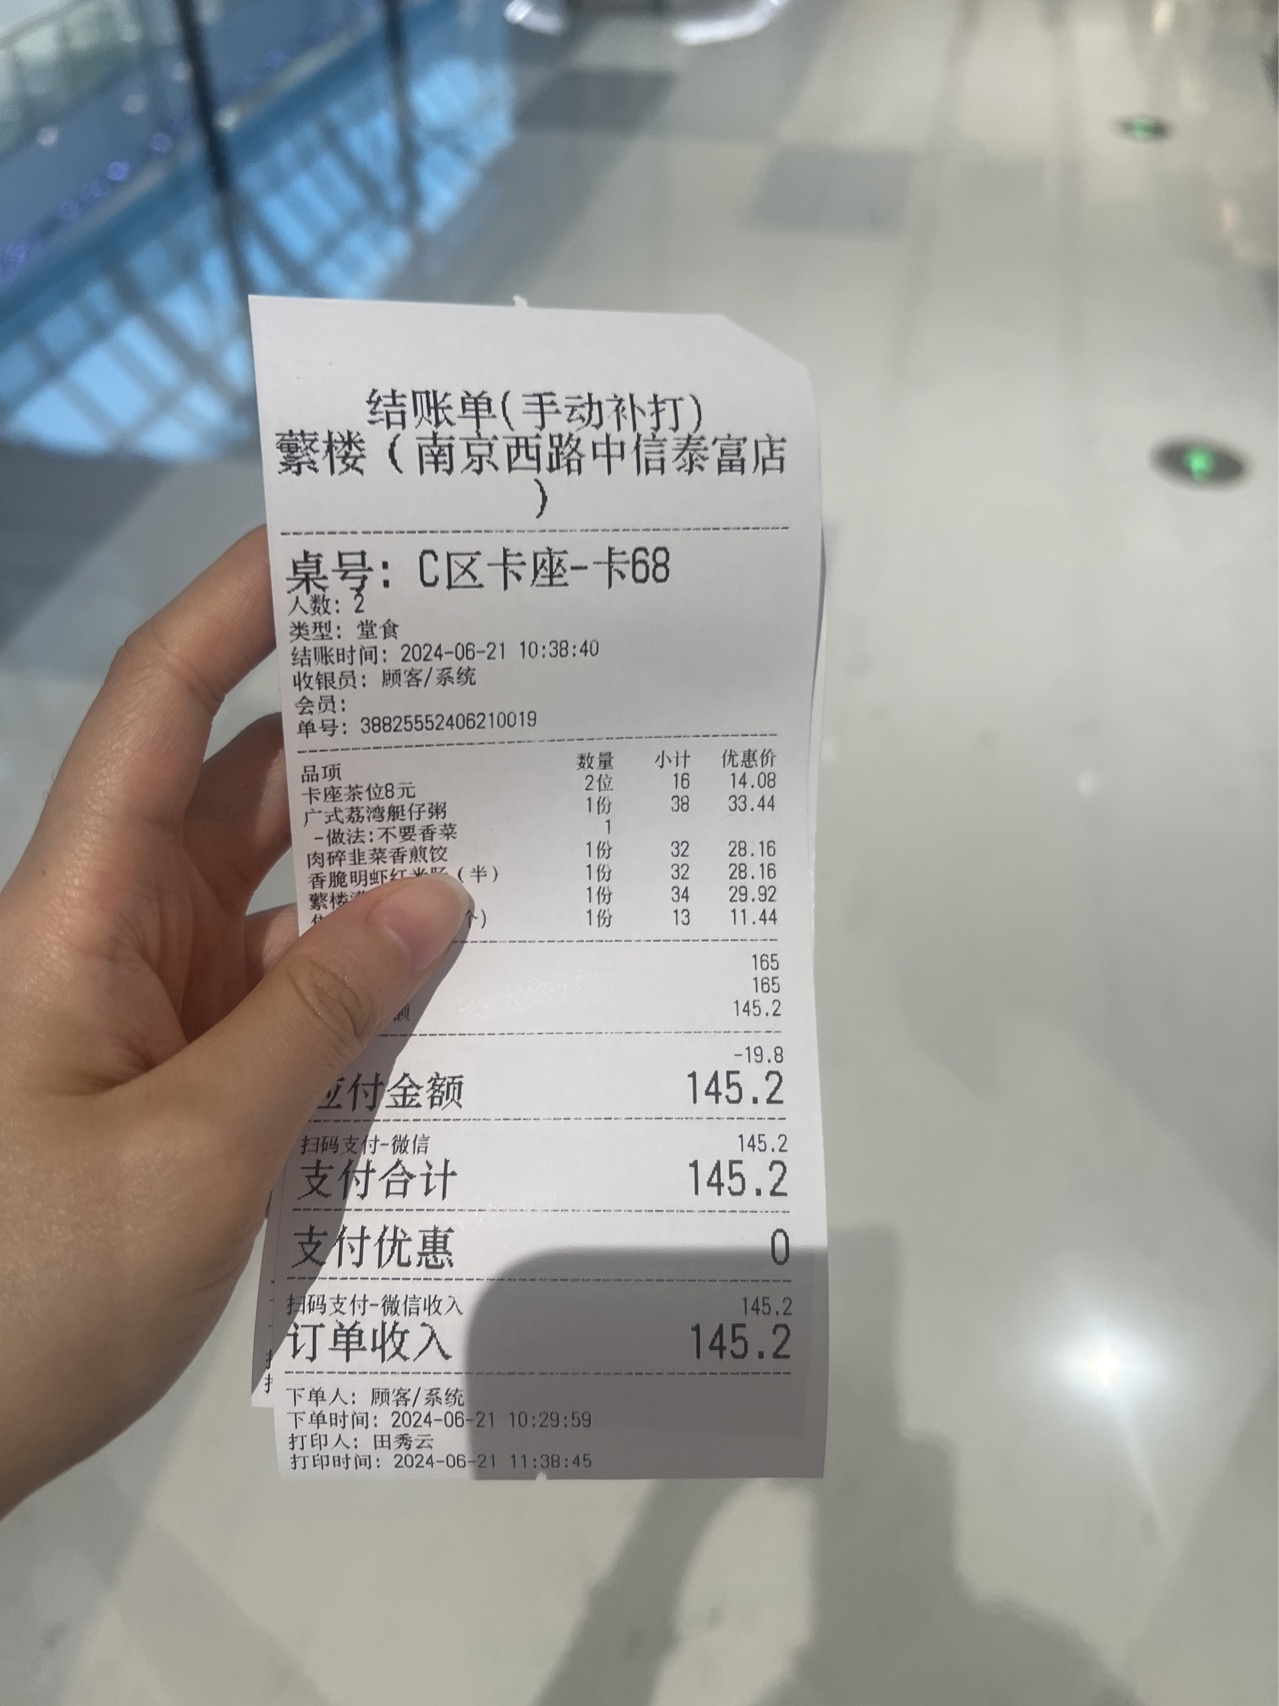 结账单(手动补打)
蘩楼(南京西路中信泰富店
)
桌号: C区卡座-卡68
人数: 2
类型: 堂食
结账时间: 2024-06-21 10:38:40
收银员: 顾客/系统
会员:
单号: 38825552406210019
品项 数量 小计 优惠价
卡座茶位8元 2位 16 14.08
广式荔湾艇仔粥 1份 38 33.44
-做法:不要香菜 1
肉碎韭菜香煎饺 1份 32 28.16
香脆明虾红米肠(半) 1份 32 28.16
蘩楼 1份 34 29.92
个) 1份 13 11.44
165
165
额 145.2
-19.8
应付金额 145.2
扫码支付-微信 145.2
支付合计 145.2
支付优惠 0
扫码支付-微信收入 145.2
订单收入 145.2
下单人: 顾客/系统
下单时间: 2024-06-21 10:29:59
打印人: 田秀云
打印时间: 2024-06-21 11:38:45